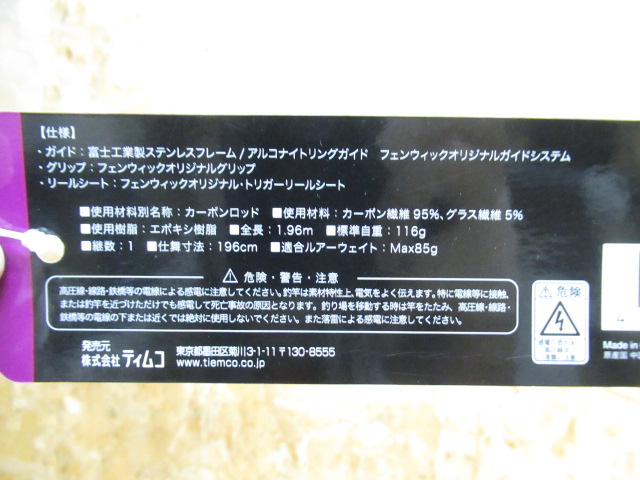 【仕様】
・ガイド：富士工業製ステンレスフレーム/アルコナイトリングガイド　フェンウィックオリジナルガイドシステム
・グリップ：フェンウィックオリジナルグリップ
・リールシート：フェンウィックオリジナル・トリガーリールシート
■使用材料別名称：カーボンロッド　■使用材料：カーボン繊維95%、グラス繊維5%
■使用樹脂：エポキシ樹脂　■全長：1.96m　■標準自重：116g
■継数：1　■仕舞寸法：196cm　■適合ルアーウェイト：Max85g
⚠危険・警告・注意
高圧線・線路・鉄橋等の電線による感電に注意してください。釣竿は素材特性上、電気をよく伝えます。特に電線等に接触、
または釣竿を近づけただけでも感電して死亡事故の原因となります。釣り場を移動する時は竿をたたみ、高圧線・線路・
鉄橋等の電線の下または近くでは絶対に使用しないでください。また落雷による感電に注意してください。
⚠危険
発売元
株式会社ティムコ　東京都墨田区菊川3-1-11〒130-8555
www.tiemco.co.jp
Made in
原産国 中